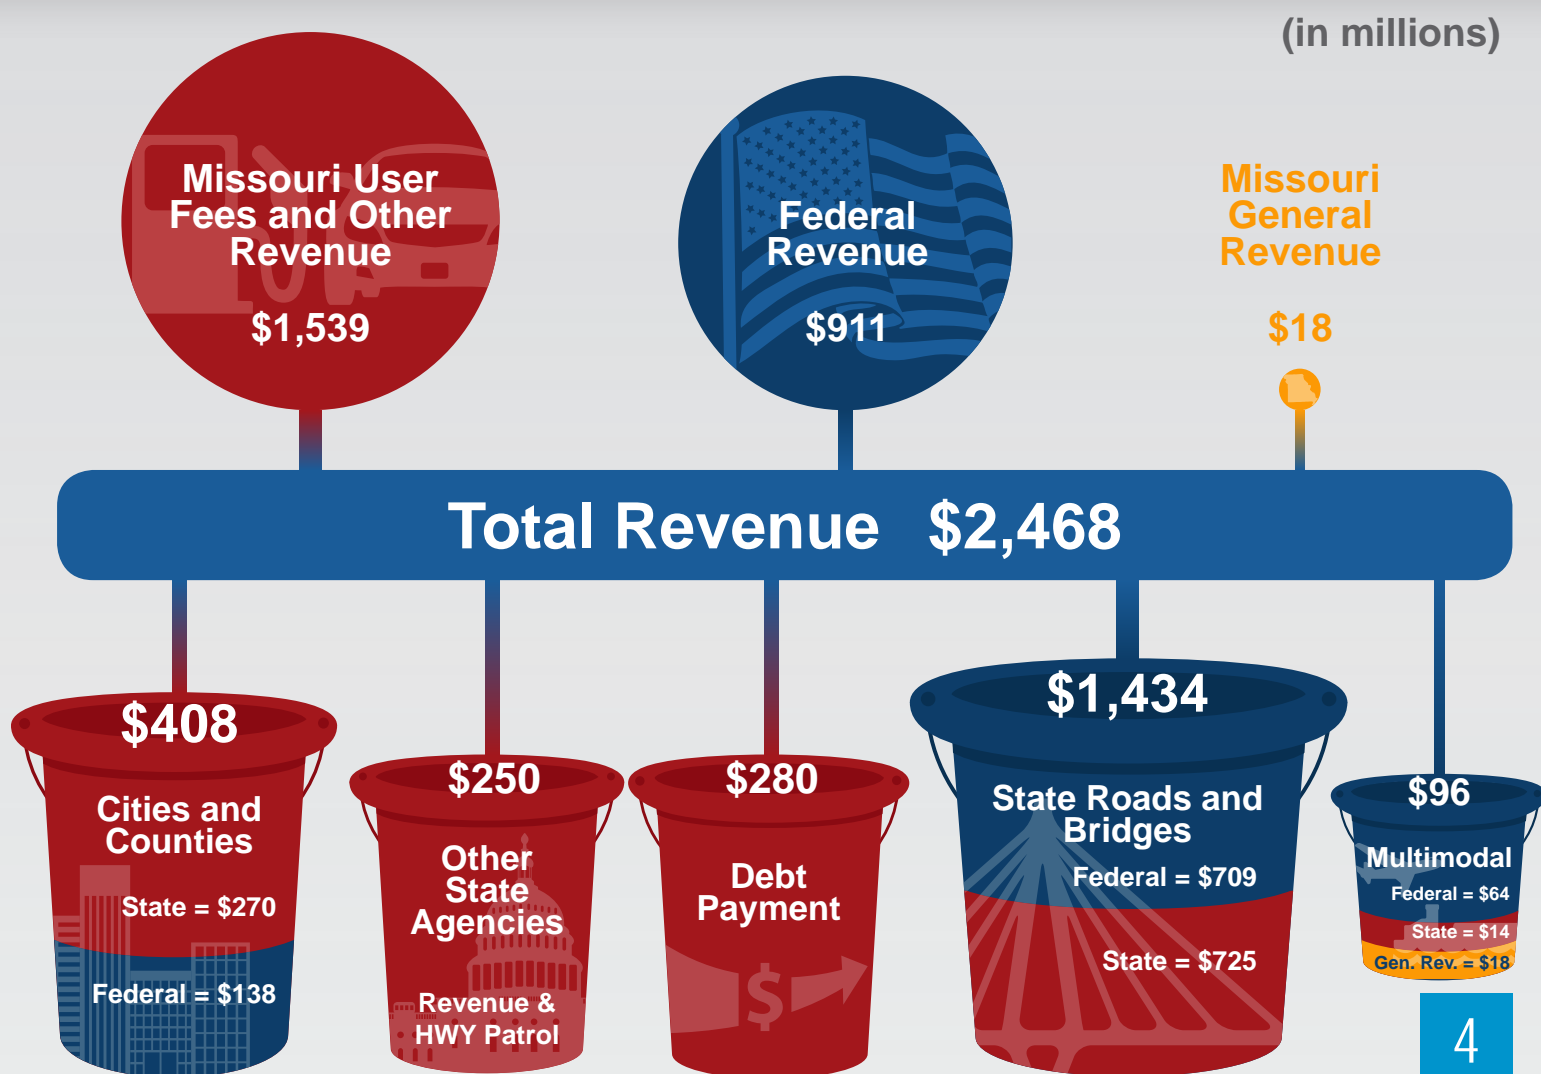 (in millions)
Missouri User
Fees and Other
Revenue
$1,539
Federal
Revenue
$911
Missouri
General
Revenue
$18
Total Revenue $2,468
$408
Cities and
Counties
State = $270
Federal = $138
$250
Other
State
Agencies
Revenue &
HWY Patrol
$280
Debt
Payment
$
$1,434
State Roads and
Bridges
Federal = $709
State = $725
$96
Multimodal
Federal = $64
State = $14
Gen. Rev. = $18
4